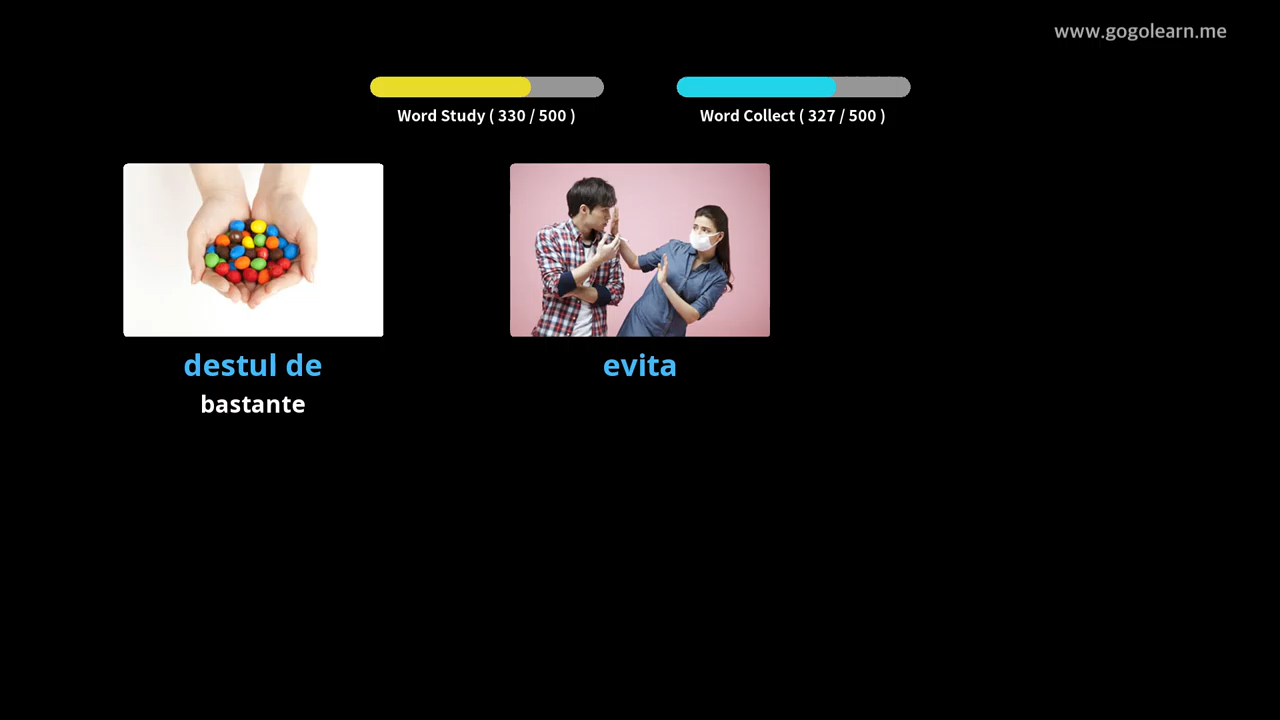 www.gogolearn.me
Word Study ( 330 / 500 )
Word Collect ( 327 / 500 )
destul de
evita
bastante